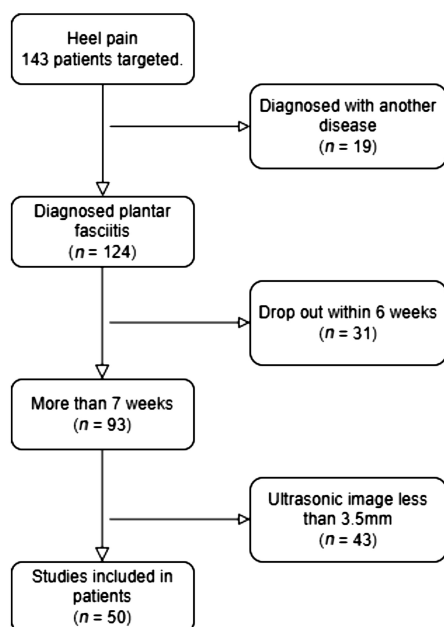 Heel pain
143 patients targeted.
Diagnosed with another
disease
(n = 19)
Diagnosed plantar
fasciitis
(n = 124)
Drop out within 6 weeks
(n = 31)
More than 7 weeks
(n = 93)
Ultrasonic image less
than 3.5mm
(n = 43)
Studies included in
patients
(n = 50)